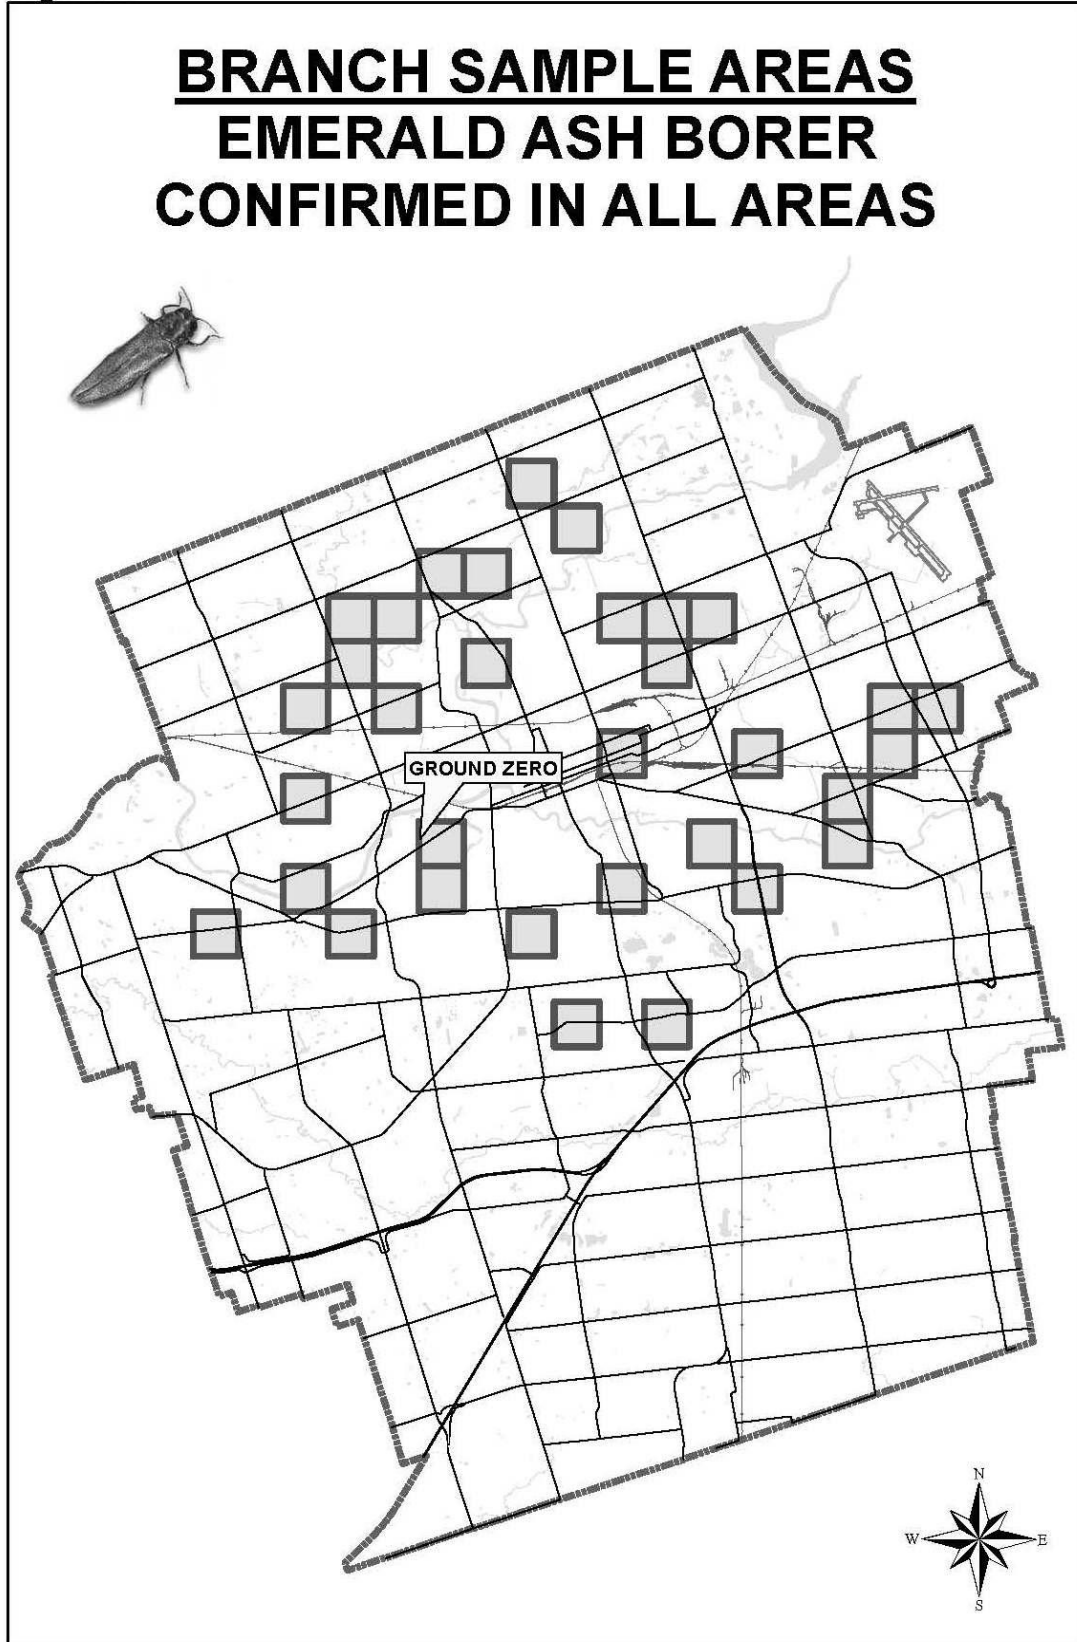 BRANCH SAMPLE AREAS
EMERALD ASH BORER
CONFIRMED IN ALL AREAS
GROUND ZERO
N
W
E
S